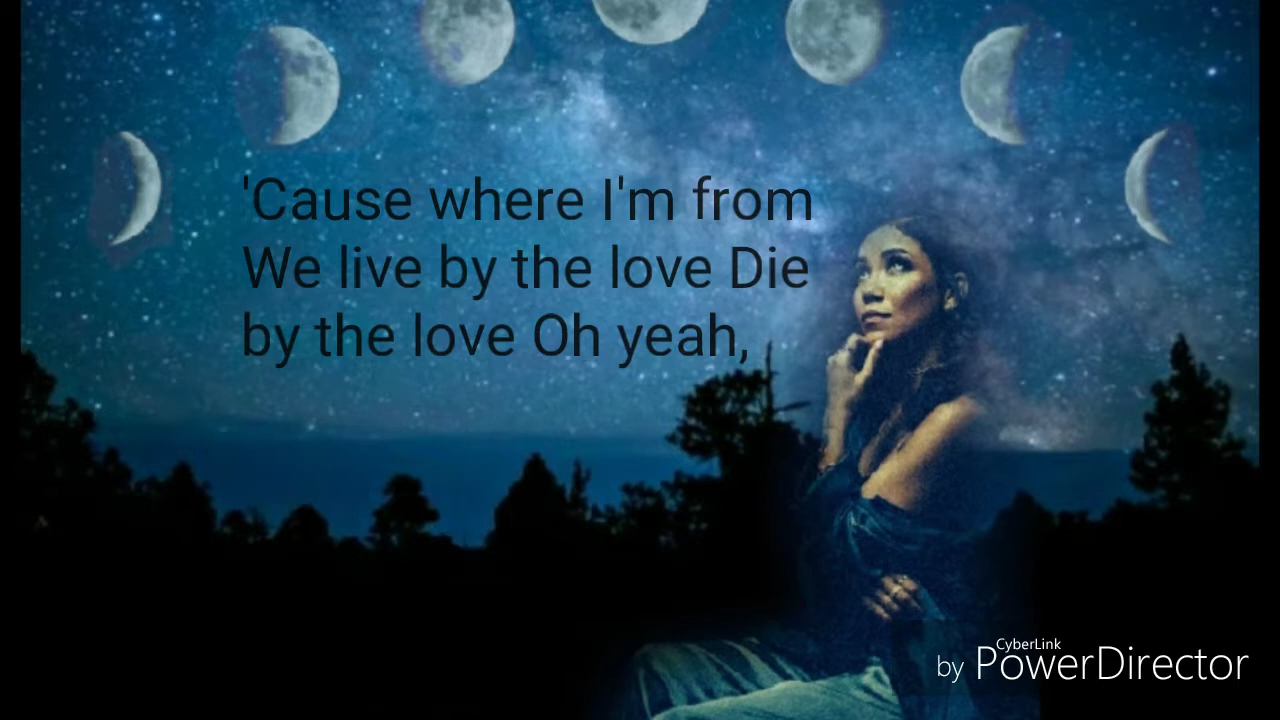 'Cause where I'm from
We live by the love Die
by the love Oh yeah,
CyberLink
by PowerDirector